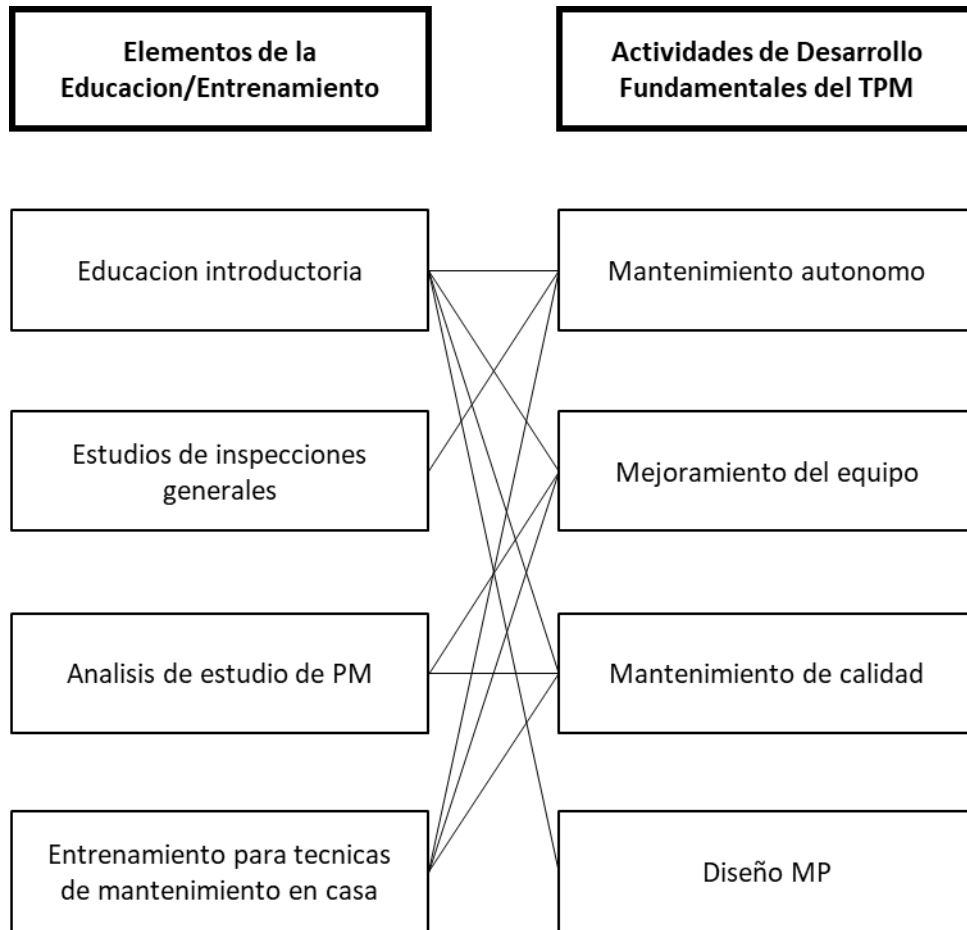 Elementos de la
Educacion/Entrenamiento
Actividades de Desarrollo
Fundamentales del TPM
Educacion introductoria
Mantenimiento autonomo
Estudios de inspecciones
generales
Mejoramiento del equipo
Analisis de estudio de PM
Mantenimiento de calidad
Entrenamiento para tecnicas
de mantenimiento en casa
Diseño MP